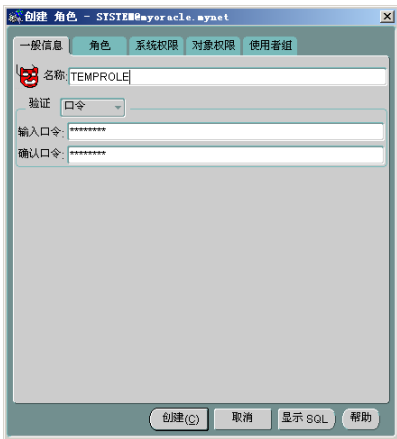 创建 角色 - SYSTEM@myoracle.mynet
一般信息 角色 系统权限 对象权限 使用者组
名称: TEMPROLE
验证 口令
输入口令: ********
确认口令: ********
创建(C) 取消 显示 SQL 帮助